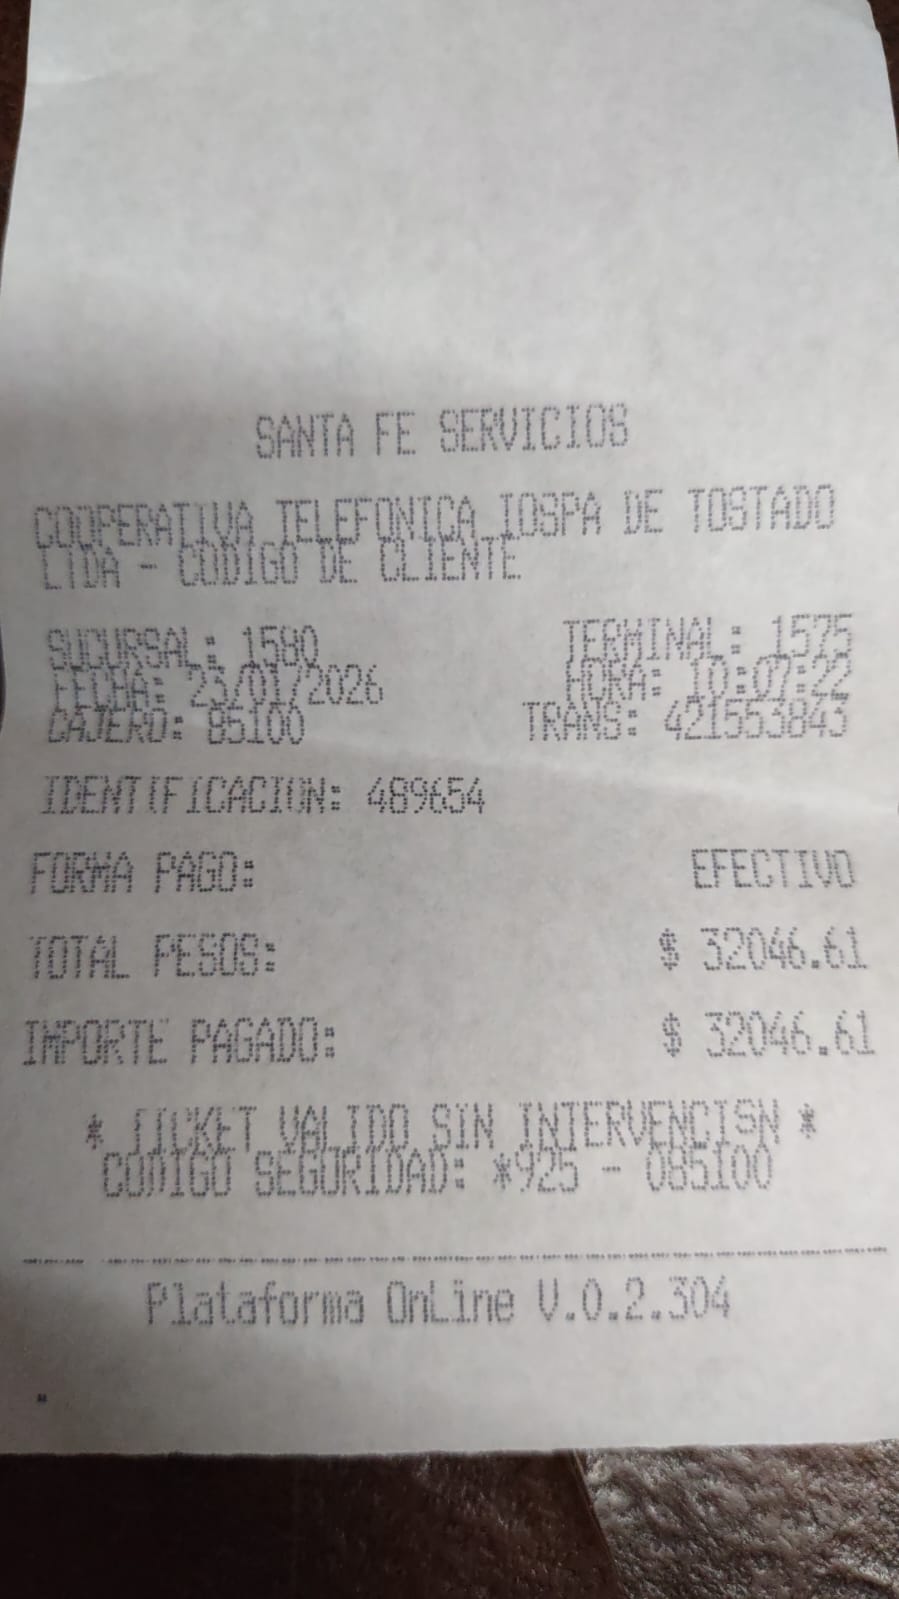 SANTA FE SERVICIOS
COOPERATIVA TELEFONICA TOSPA DE TOSTADO
LTDA - CODIGO DE CLIENTE
SUCURSAL: 1580 TERMINAL: 1575
FECHA: 23/01/2026 HORA: 10:07:22
CAJERO: 85100 TRANS: 421553843
IDENTIFICACION: 489654
FORMA PAGO: EFECTIVO
TOTAL PESOS: $ 32046.61
IMPORTE PAGADO: $ 32046.61
* TICKET VALIDO SIN INTERVENCISN *
CODIGO SEGURIDAD: *925 - 085100
Plataforma OnLine V.0.2.304